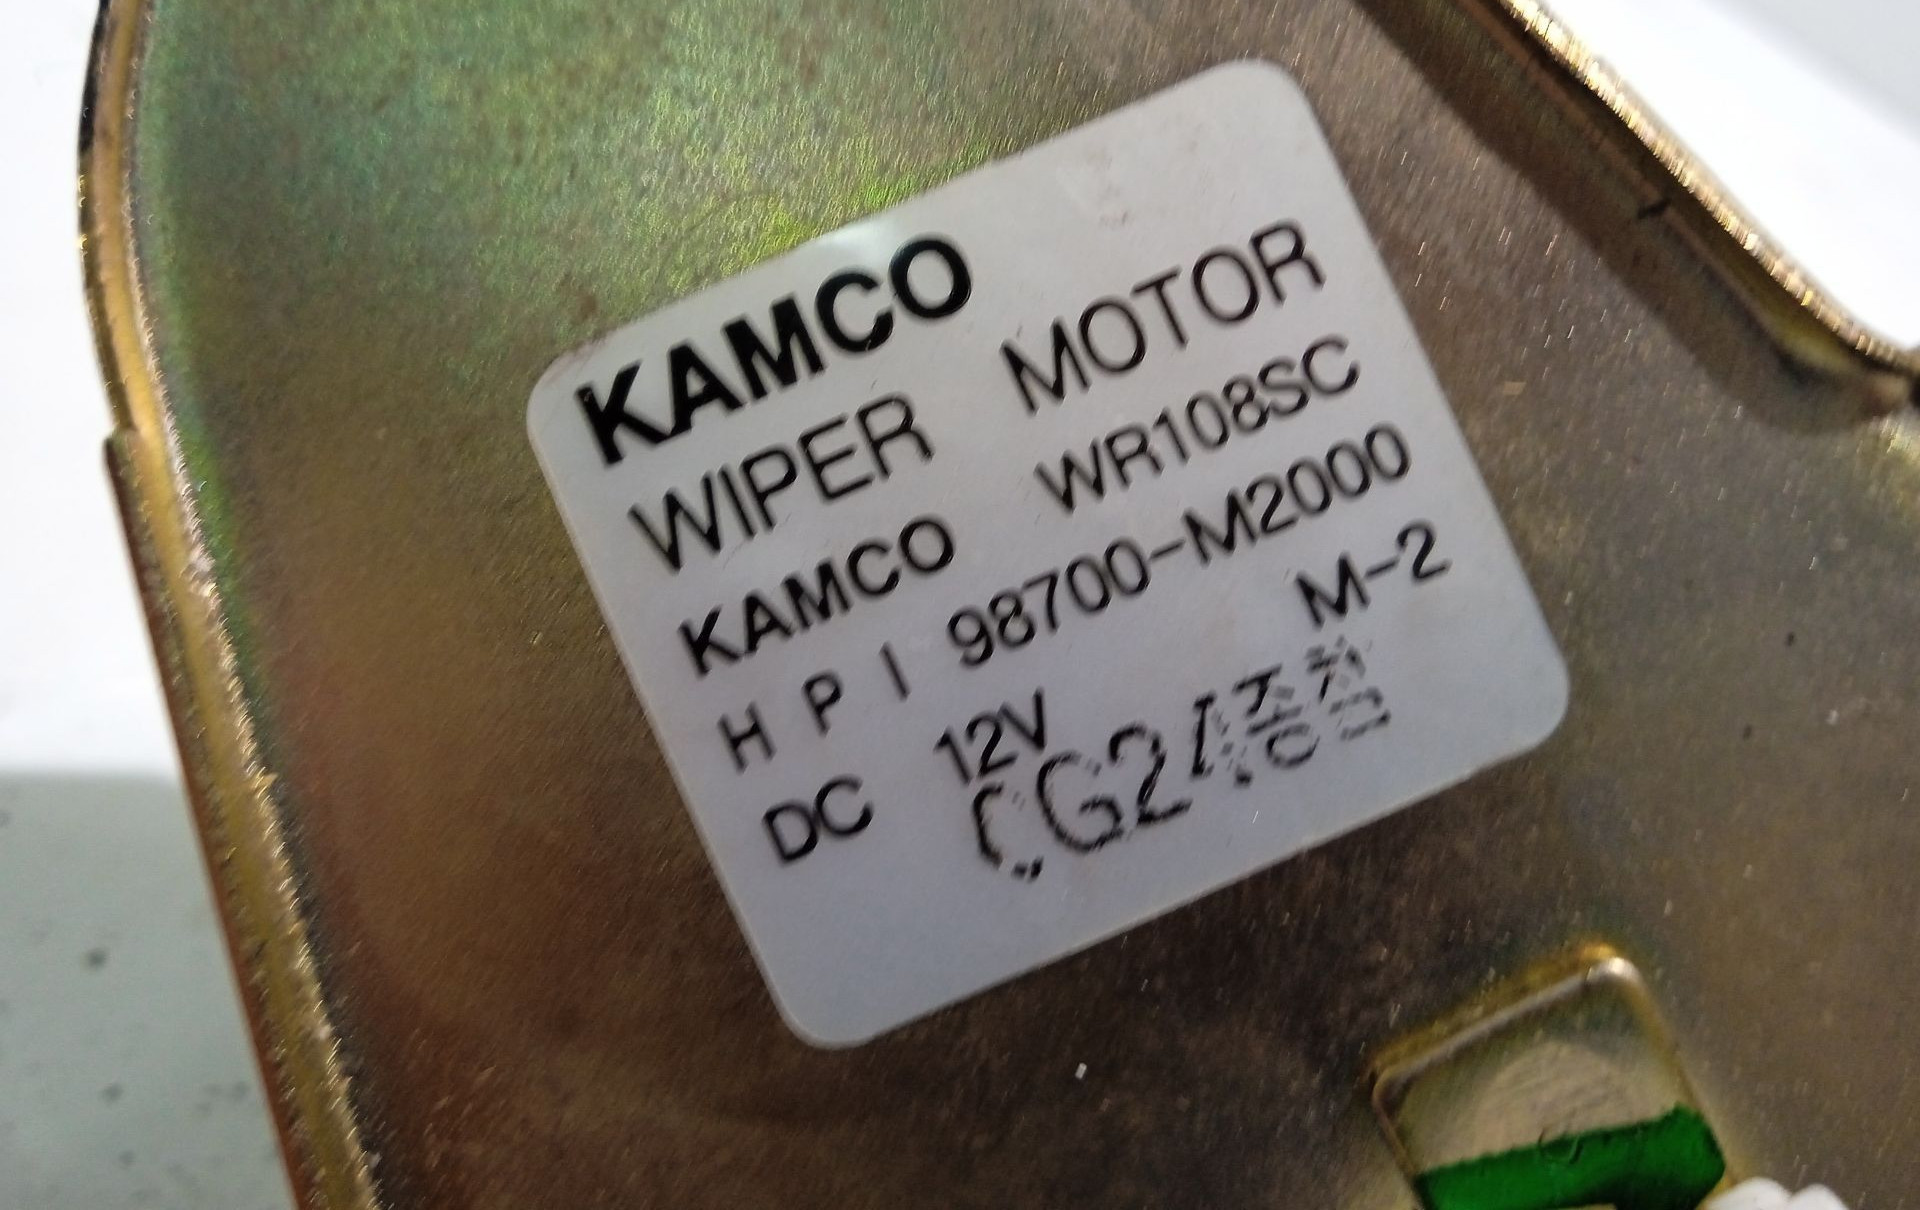 KAMCO
WIPER MOTOR
KAMCO WR108SC
H P I 98700-M2000
M-2
DC 12V